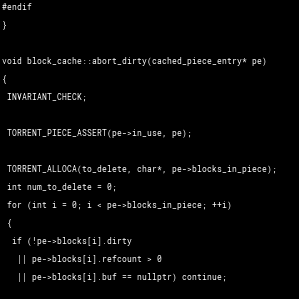 #endif
}
void block_cache::abort_dirty(cached_piece_entry* pe)
{
INVARIANT_CHECK;
TORRENT_PIECE_ASSERT(pe->in_use, pe);
TORRENT_ALLOCA(to_delete, char*, pe->blocks_in_piece);
int num_to_delete = 0;
for (int i = 0; i < pe->blocks_in_piece; ++i)
{
if (!pe->blocks[i].dirty
|| pe->blocks[i].refcount > 0
|| pe->blocks[i].buf == nullptr) continue;